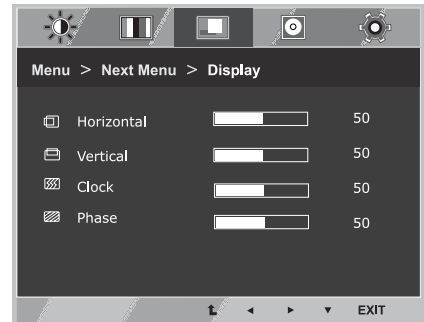 Menu > Next Menu > Display
Horizontal 50
Vertical 50
Clock 50
Phase 50
EXIT